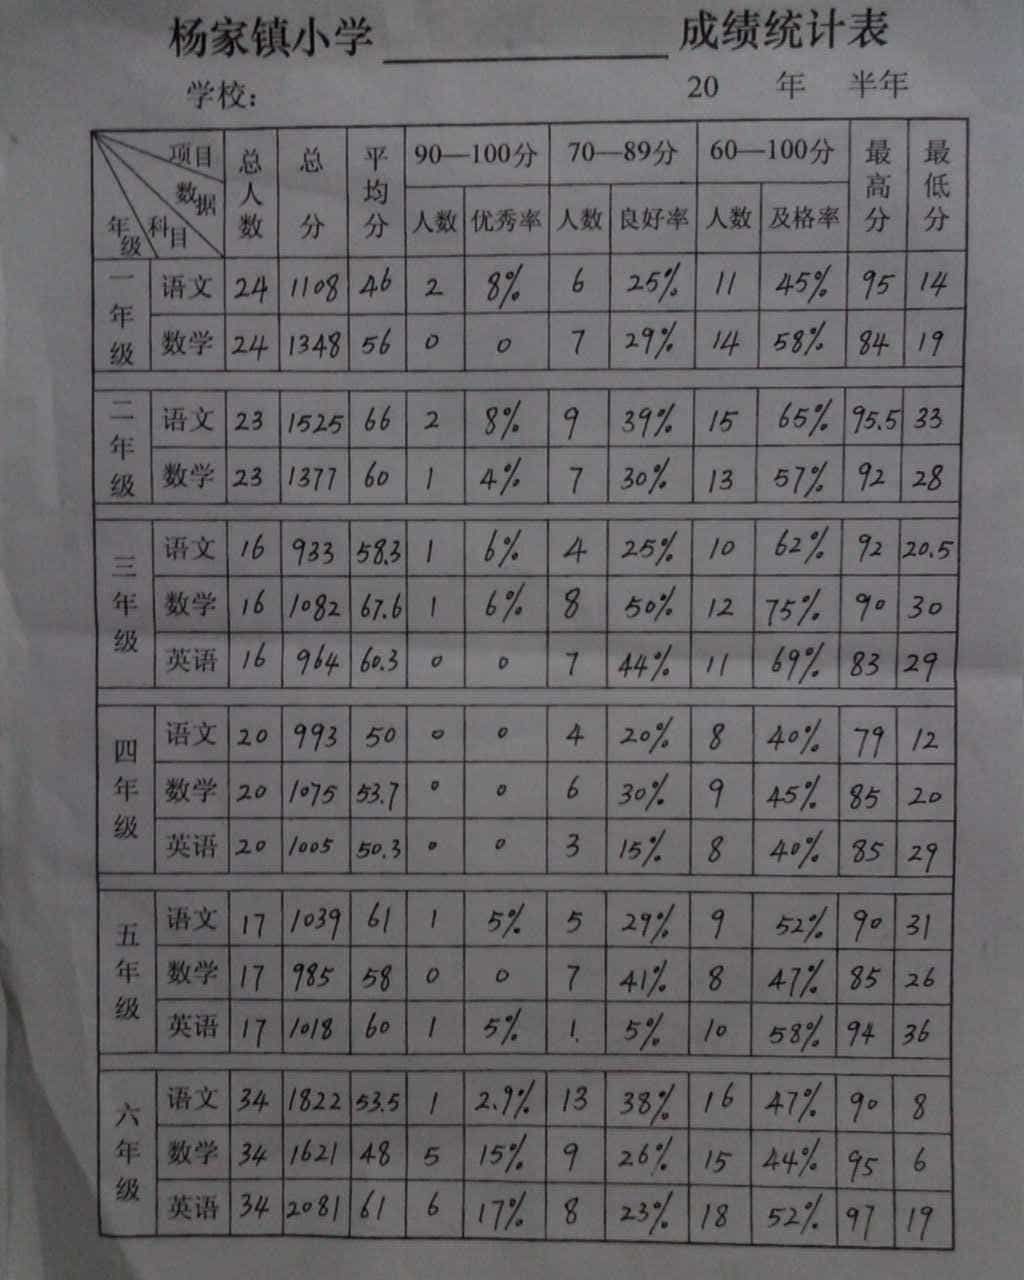 杨家镇小学 成绩统计表
学校： 20 年 半年
项目 数据 科目 年级 总人数 总分 平均分 90—100分 70—89分 60—100分 最高分 最低分
人数 优秀率 人数 良好率 人数 及格率
一年级 语文 24 1108 46 2 8% 6 25% 11 45% 95 14
数学 24 1348 56 0 0 7 29% 14 58% 84 19
二年级 语文 23 1525 66 2 8% 9 39% 15 65% 95.5 33
数学 23 1377 60 1 4% 7 30% 13 57% 92 28
三年级 语文 16 933 58.3 1 6% 4 25% 10 62% 92 20.5
数学 16 1082 67.6 1 6% 8 50% 12 75% 90 30
英语 16 964 60.3 0 0 7 44% 11 69% 83 29
四年级 语文 20 993 50 0 0 4 20% 8 40% 79 12
数学 20 1075 53.7 0 0 6 30% 9 45% 85 20
英语 20 1005 50.3 0 0 3 15% 8 40% 85 29
五年级 语文 17 1039 61 1 5% 5 29% 9 52% 90 31
数学 17 985 58 0 0 7 41% 8 47% 85 26
英语 17 1018 60 1 5% 1 5% 10 58% 94 36
六年级 语文 34 1822 53.5 1 2.9% 13 38% 16 47% 90 8
数学 34 1621 48 5 15% 9 26% 15 44% 95 6
英语 34 2081 61 6 17% 8 23% 18 52% 97 19